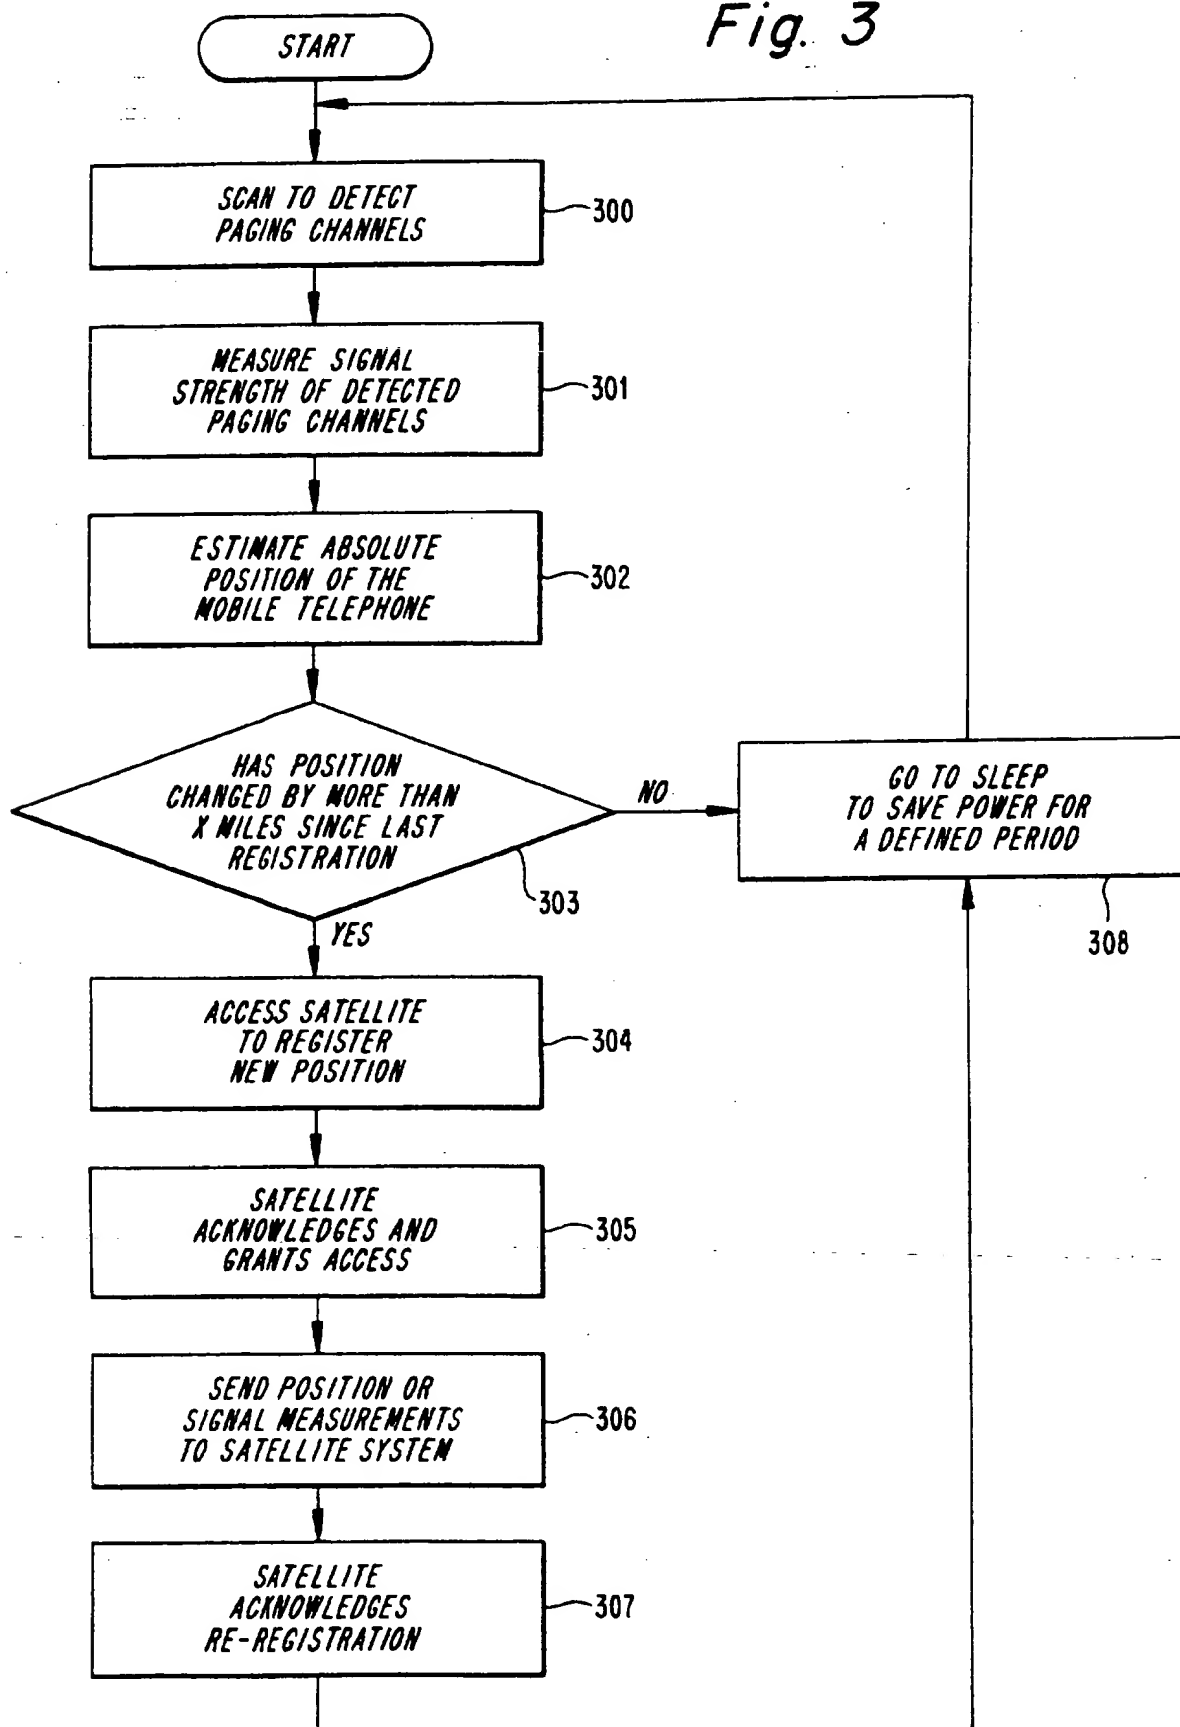 Fig. 3
START
SCAN TO DETECT
PAGING CHANNELS
300
MEASURE SIGNAL
STRENGTH OF DETECTED
PAGING CHANNELS
301
ESTIMATE ABSOLUTE
POSITION OF THE
MOBILE TELEPHONE
302
HAS POSITION
CHANGED BY MORE THAN
X MILES SINCE LAST
REGISTRATION
303
NO
GO TO SLEEP
TO SAVE POWER FOR
A DEFINED PERIOD
308
YES
ACCESS SATELLITE
TO REGISTER
NEW POSITION
304
SATELLITE
ACKNOWLEDGES AND
GRANTS ACCESS
305
SEND POSITION OR
SIGNAL MEASUREMENTS
TO SATELLITE SYSTEM
306
SATELLITE
ACKNOWLEDGES
RE-REGISTRATION
307